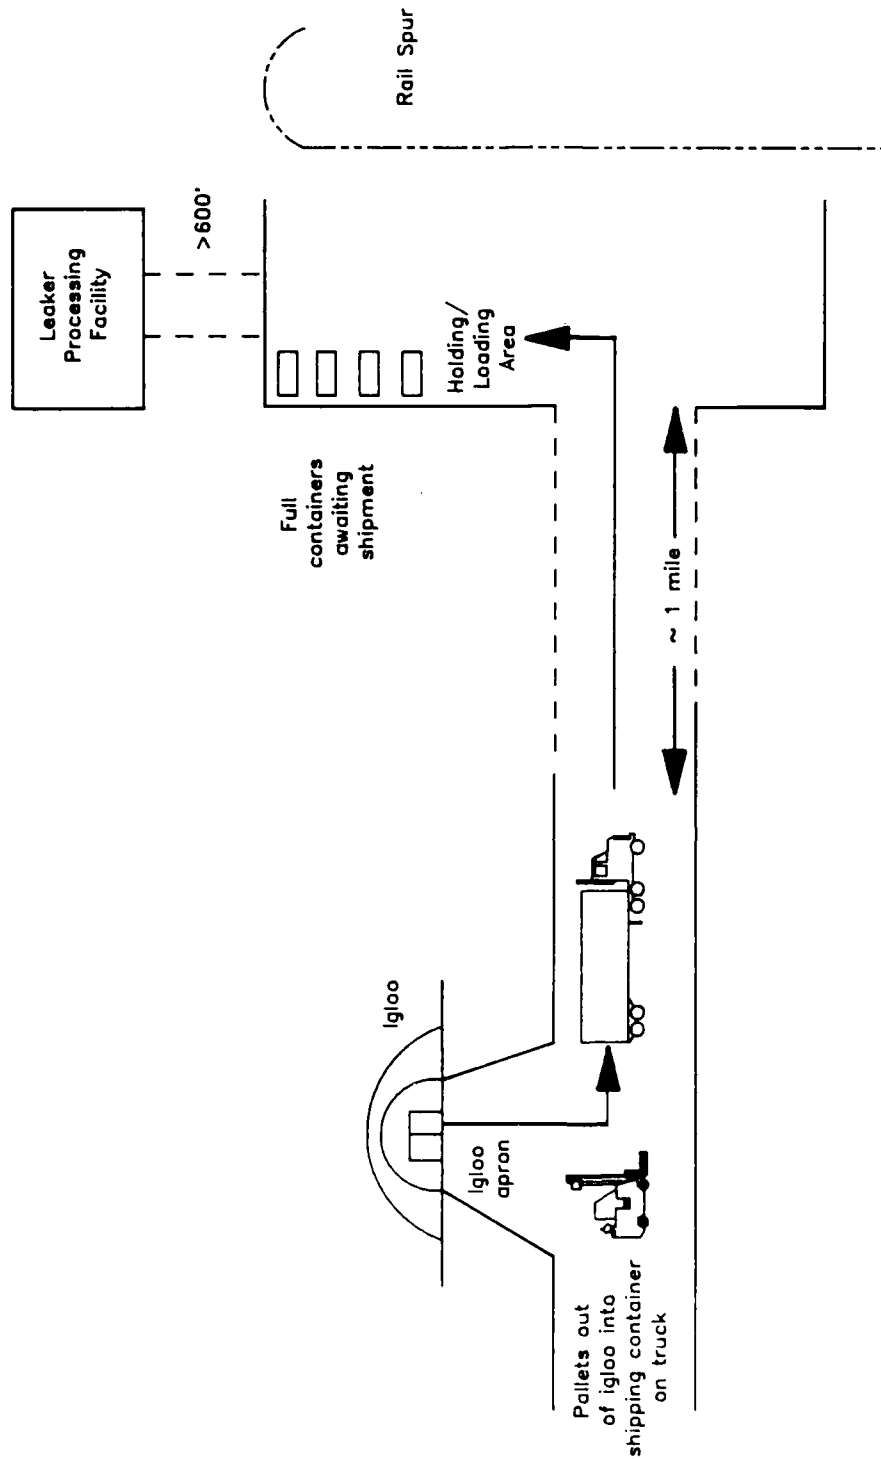 Leaker
Processing
Facility
>600'
Rail Spur
Full
containers
awaiting
shipment
Holding/
Loading
Area
~ 1 mile
Igloo
Igloo
apron
Pallets out
of igloo into
shipping container
on truck